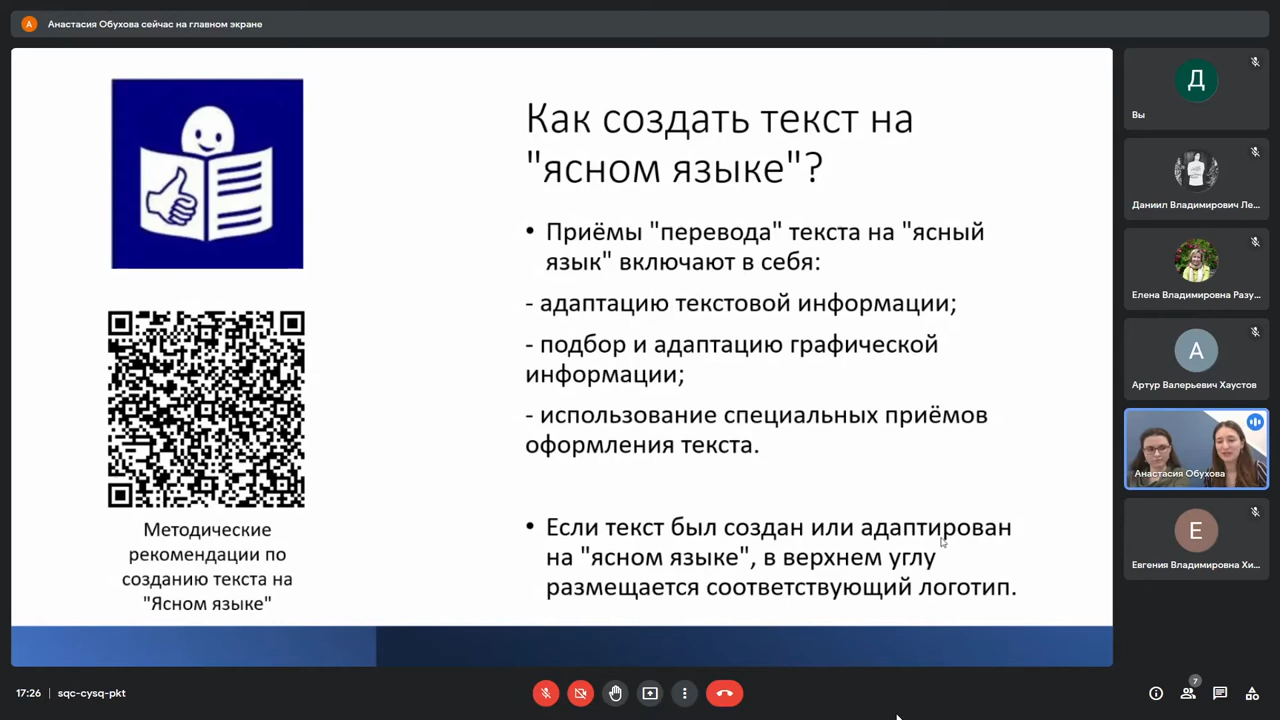 А
Анастасия Обухова сейчас на главном экране
Как создать текст на
"ясном языке"?
• Приёмы "перевода" текста на "ясный
язык" включают в себя:
- адаптацию текстовой информации;
- подбор и адаптацию графической
информации;
- использование специальных приёмов
оформления текста.
• Если текст был создан или адаптирован
на "ясном языке", в верхнем углу
размещается соответствующий логотип.
Методические
рекомендации по
созданию текста на
"Ясном языке"
Д
Вы
Даниил Владимирович Ле...
Елена Владимировна Разу...
А
Артур Валерьевич Хаустов
Анастасия Обухова
Е
Евгения Владимировна Хи...
17:26 | sqc-cysq-pkt
7